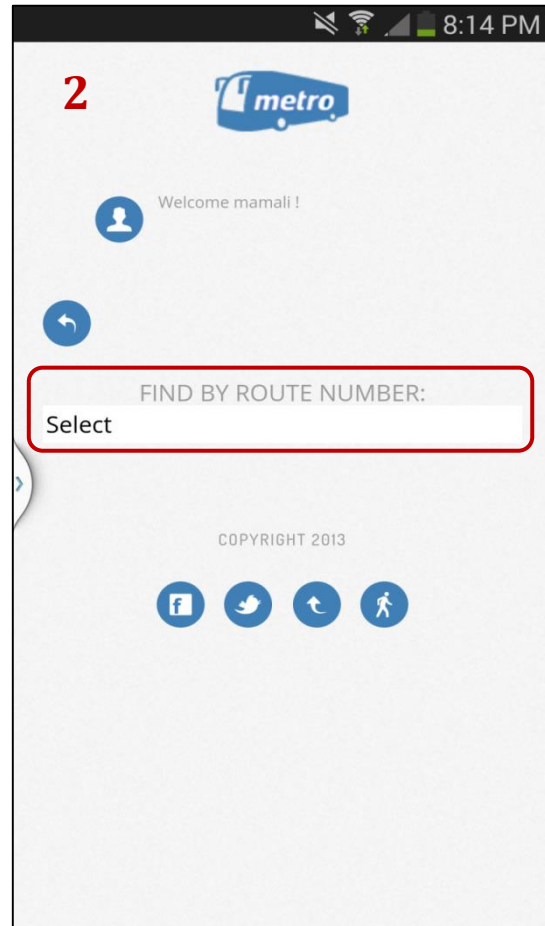 8:14 PM
2
metro
Welcome mamali !
FIND BY ROUTE NUMBER:
Select
COPYRIGHT 2013
f